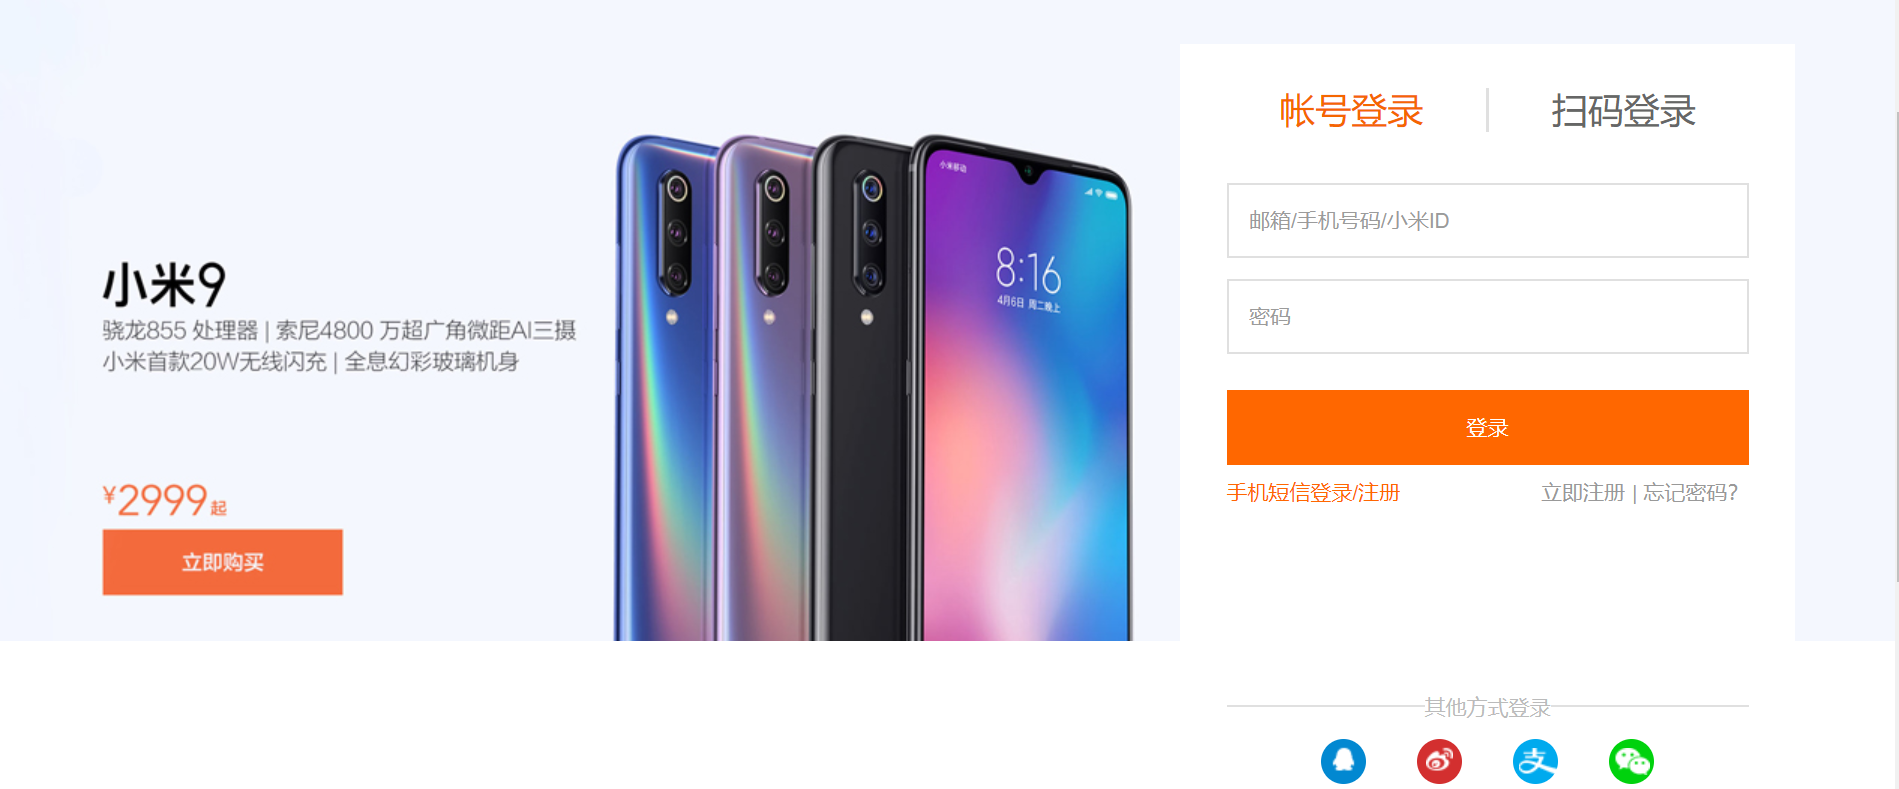 小米9
骁龙855 处理器 | 索尼4800 万超广角微距AI三摄
小米首款20W无线闪充 | 全息幻彩玻璃机身
¥2999起
立即购买
小米移动
8:16
4月6日 周二晚上
帐号登录
扫码登录
邮箱/手机号码/小米ID
密码
登录
手机短信登录/注册
立即注册 | 忘记密码?
其他方式登录
支